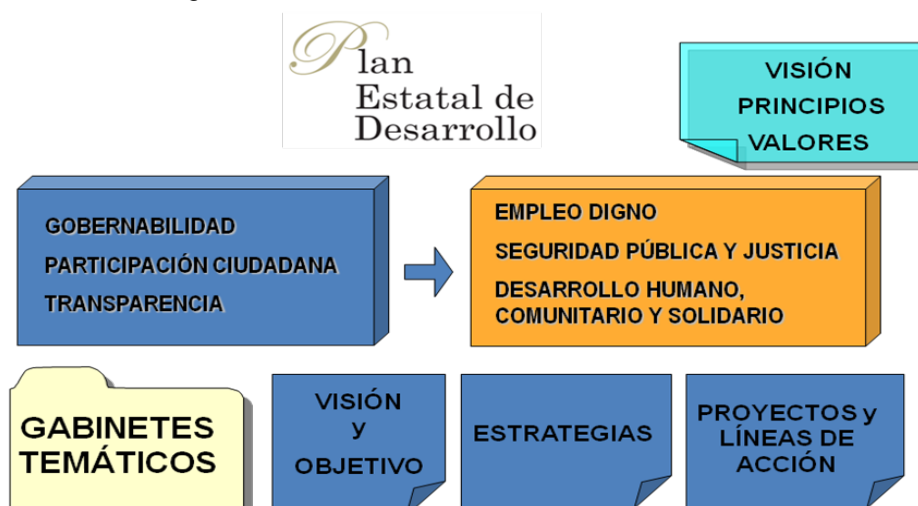 Plan
Estatal de
Desarrollo
VISIÓN
PRINCIPIOS
VALORES
GOBERNABILIDAD
PARTICIPACIÓN CIUDADANA
TRANSPARENCIA
EMPLEO DIGNO
SEGURIDAD PÚBLICA Y JUSTICIA
DESARROLLO HUMANO,
COMUNITARIO Y SOLIDARIO
GABINETES
TEMÁTICOS
VISIÓN
y
OBJETIVO
ESTRATEGIAS
PROYECTOS y
LÍNEAS DE
ACCIÓN